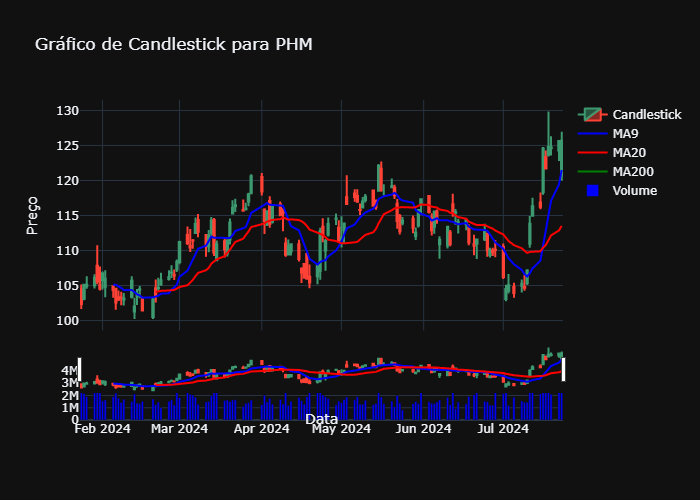 Gráfico de Candlestick para PHM
Candlestick
MA9
MA20
MA200
Volume
Preço
130
125
120
115
110
105
100
4M
3M
2M
1M
0
Feb 2024
Mar 2024
Apr 2024
May 2024
Jun 2024
Jul 2024
Data